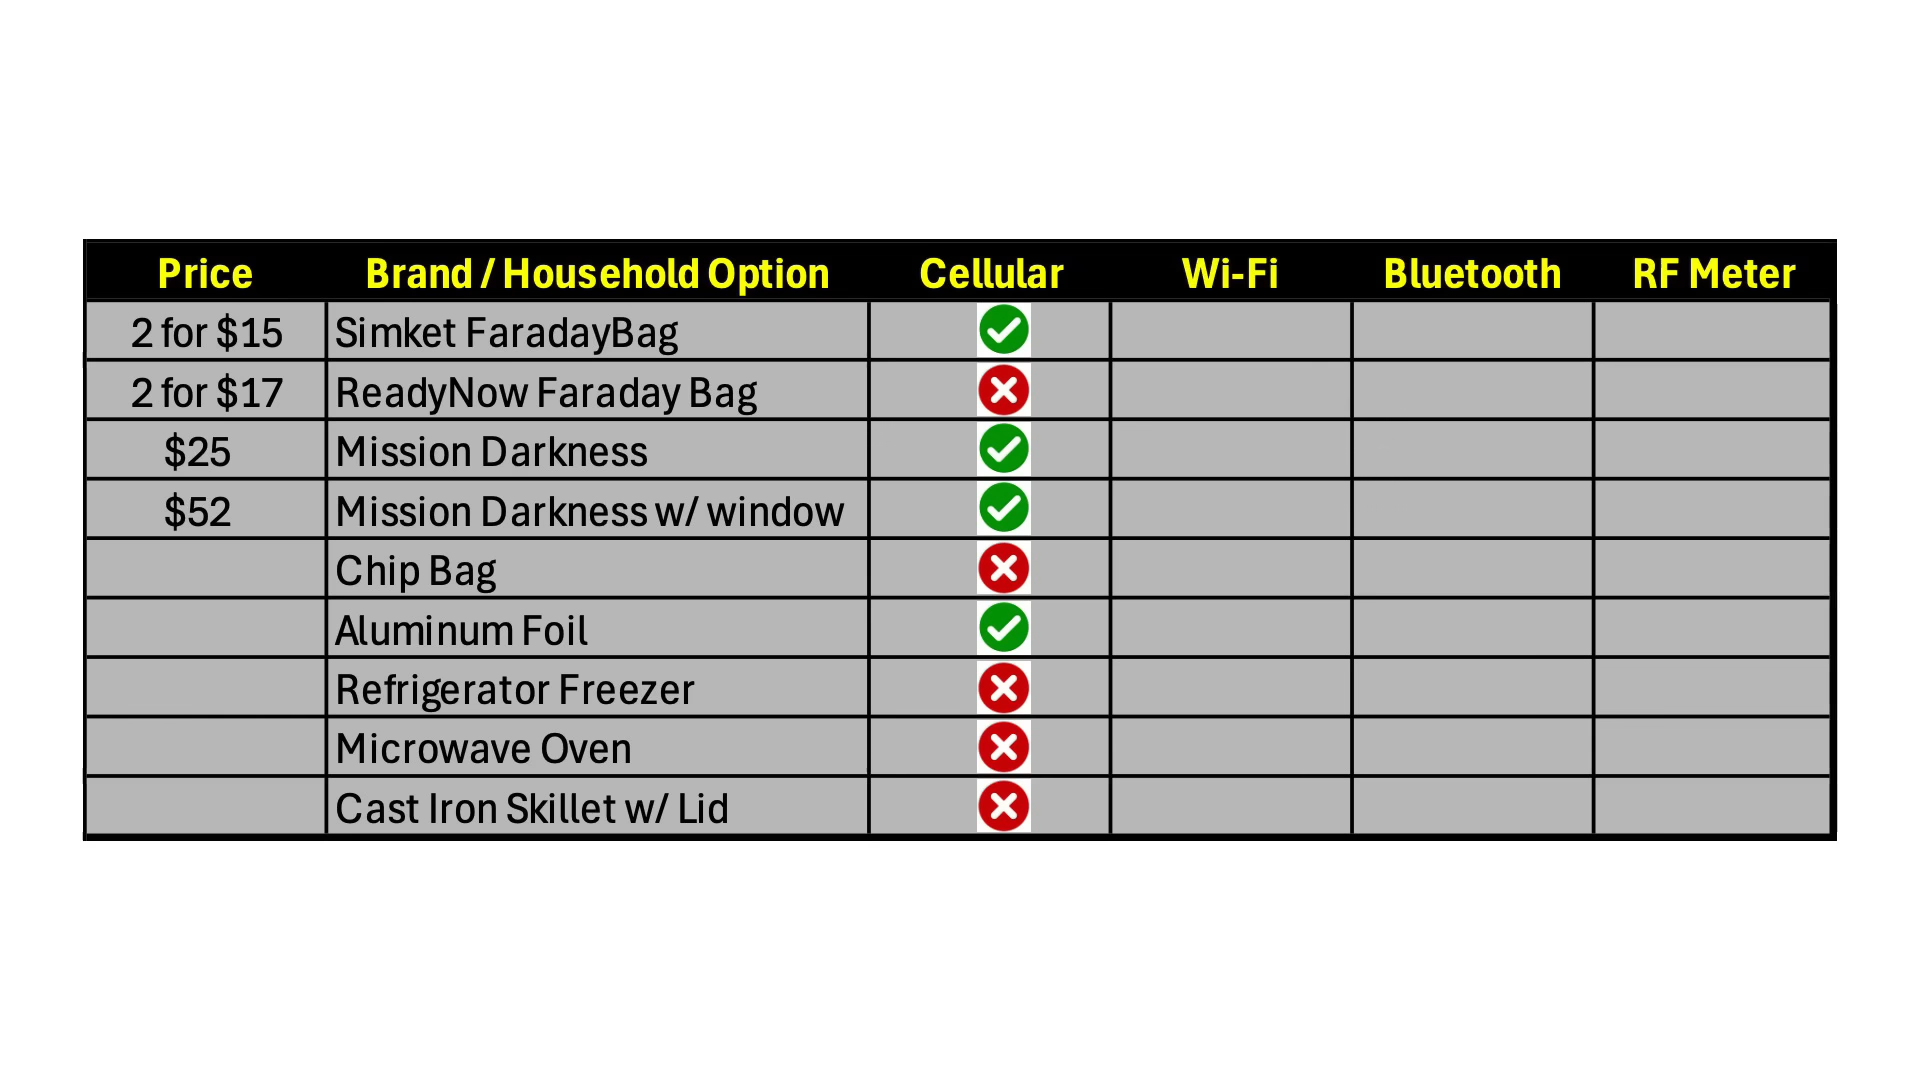 Price Brand / Household Option Cellular Wi-Fi Bluetooth RF Meter
2 for $15 Simket FaradayBag
2 for $17 ReadyNow Faraday Bag
$25 Mission Darkness
$52 Mission Darkness w/ window
Chip Bag
Aluminum Foil
Refrigerator Freezer
Microwave Oven
Cast Iron Skillet w/ Lid